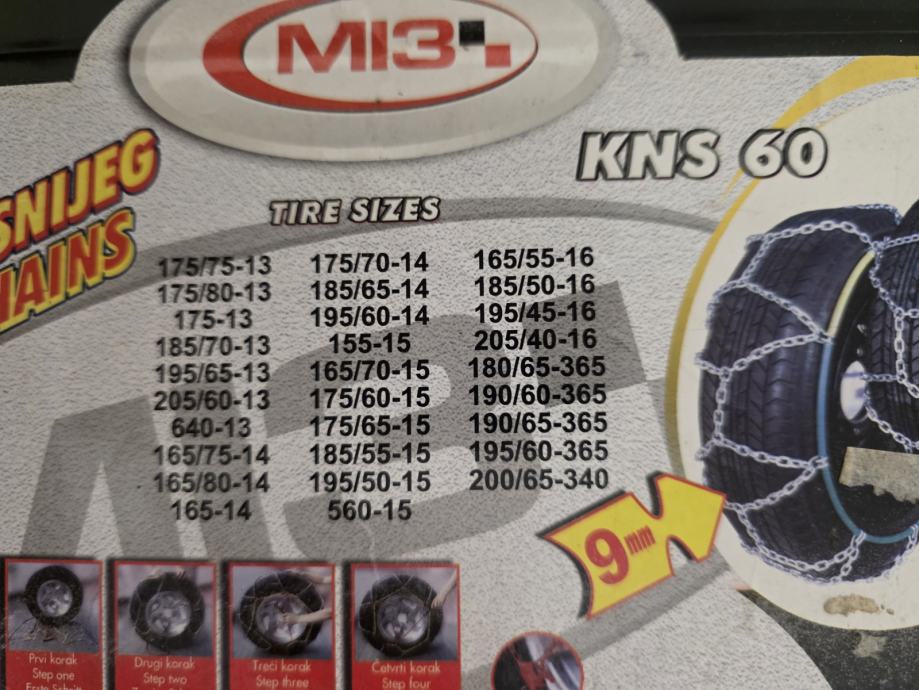 MI3
KNS 60
SNIJEG
TIRE SIZES
175/75-13 175/70-14 165/55-16
175/80-13 185/65-14 185/50-16
175-13 195/60-14 195/45-16
185/70-13 155-15 205/40-16
195/65-13 165/70-15 180/65-365
205/60-13 175/60-15 190/60-365
640-13 175/65-15 190/65-365
165/75-14 185/55-15 195/60-365
165/80-14 195/50-15 200/65-340
165-14 560-15
9mm
Prvi korak
Step one
Drugi korak
Step two
Treći korak
Step three
Četvrti korak
Step four